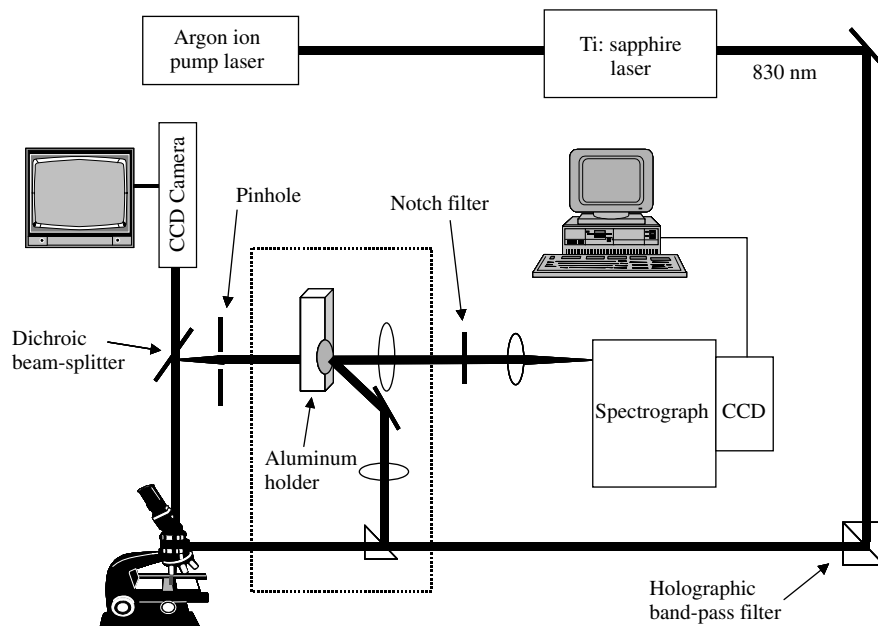 Argon ion
pump laser
Ti: sapphire
laser
830 nm
CCD Camera
Pinhole
Notch filter
Dichroic
beam-splitter
Spectrograph
CCD
Aluminum
holder
Holographic
band-pass filter